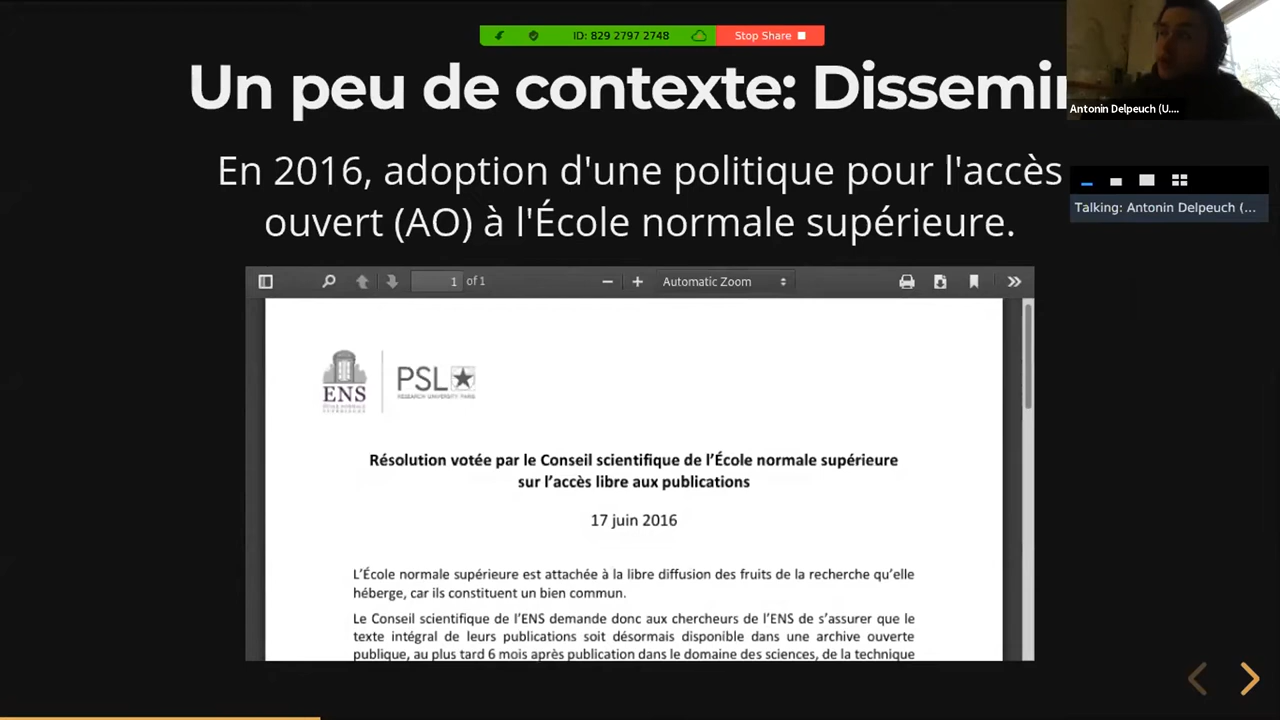 ID: 829 2797 2748
Stop Share
Un peu de contexte: Dissemin
Antonin Delpeuch (U....
En 2016, adoption d'une politique pour l'accès
ouvert (AO) à l'École normale supérieure.
Talking: Antonin Delpeuch (...
1 of 1
Automatic Zoom
ENS
PSL
RESEARCH UNIVERSITY PARIS
Résolution votée par le Conseil scientifique de l'École normale supérieure
sur l'accès libre aux publications
17 juin 2016
L'École normale supérieure est attachée à la libre diffusion des fruits de la recherche qu'elle
héberge, car ils constituent un bien commun.
Le Conseil scientifique de l'ENS demande donc aux chercheurs de l'ENS de s'assurer que le
texte intégral de leurs publications soit désormais disponible dans une archive ouverte
publique, au plus tard 6 mois après publication dans le domaine des sciences, de la technique